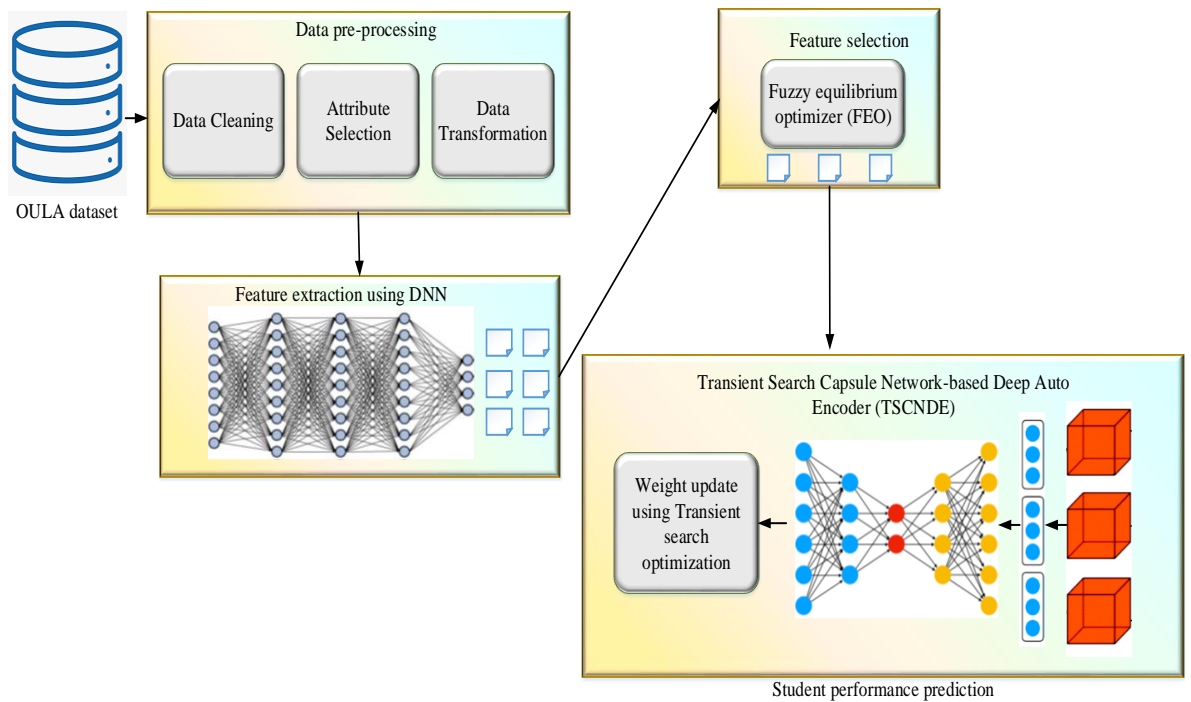 OULA dataset
Data pre-processing
Data Cleaning
Attribute
Selection
Data
Transformation
Feature extraction using DNN
Feature selection
Fuzzy equilibrium
optimizer (FEO)
Transient Search Capsule Network-based Deep Auto
Encoder (TSCNDE)
Weight update
using Transient
search
optimization
Student performance prediction